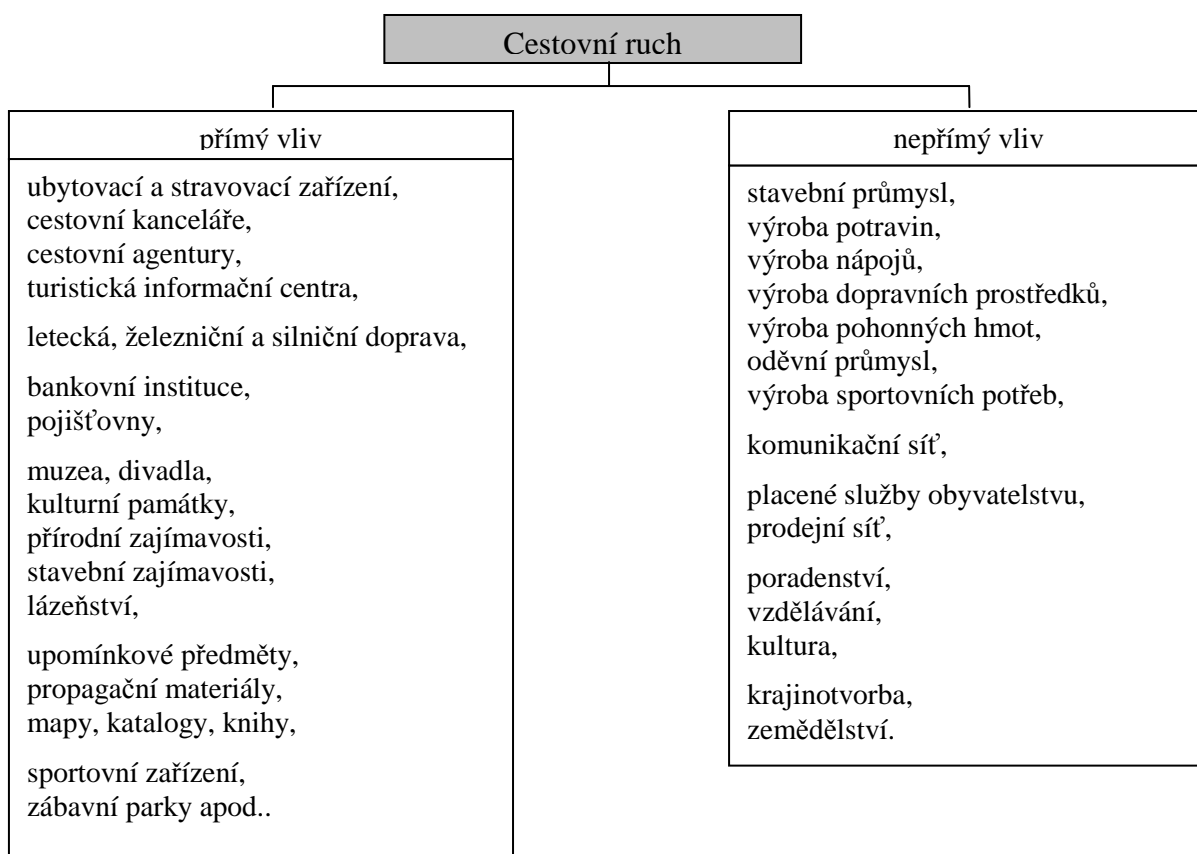 Cestovní ruch
přímý vliv
ubytovací a stravovací zařízení,
cestovní kanceláře,
cestovní agentury,
turistická informační centra,
letecká, železniční a silniční doprava,
bankovní instituce,
pojišťovny,
muzea, divadla,
kulturní památky,
přírodní zajímavosti,
stavební zajímavosti,
lázeňství,
upomínkové předměty,
propagační materiály,
mapy, katalogy, knihy,
sportovní zařízení,
zábavní parky apod..
nepřímý vliv
stavební průmysl,
výroba potravin,
výroba nápojů,
výroba dopravních prostředků,
výroba pohonných hmot,
oděvní průmysl,
výroba sportovních potřeb,
komunikační síť,
placené služby obyvatelstvu,
prodejní síť,
poradenství,
vzdělávání,
kultura,
krajinotvorba,
zemědělství.